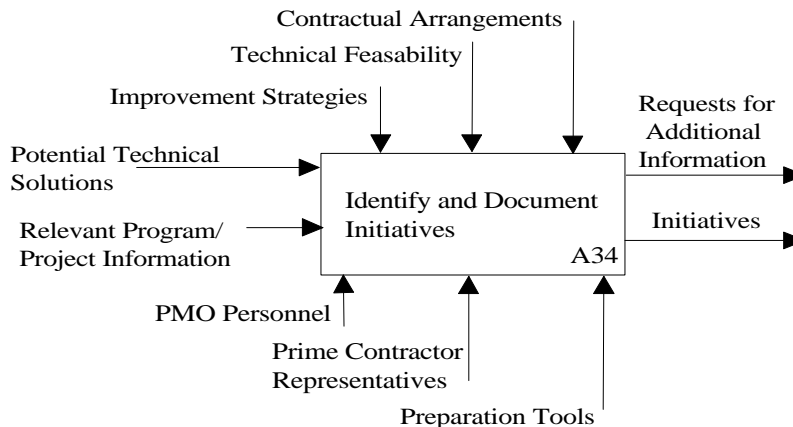 Contractual Arrangements
Technical Feasability
Improvement Strategies
Requests for
Additional
Information
Potential Technical
Solutions
Identify and Document
Initiatives
Initiatives
Relevant Program/
Project Information
A34
PMO Personnel
Prime Contractor
Representatives
Preparation Tools